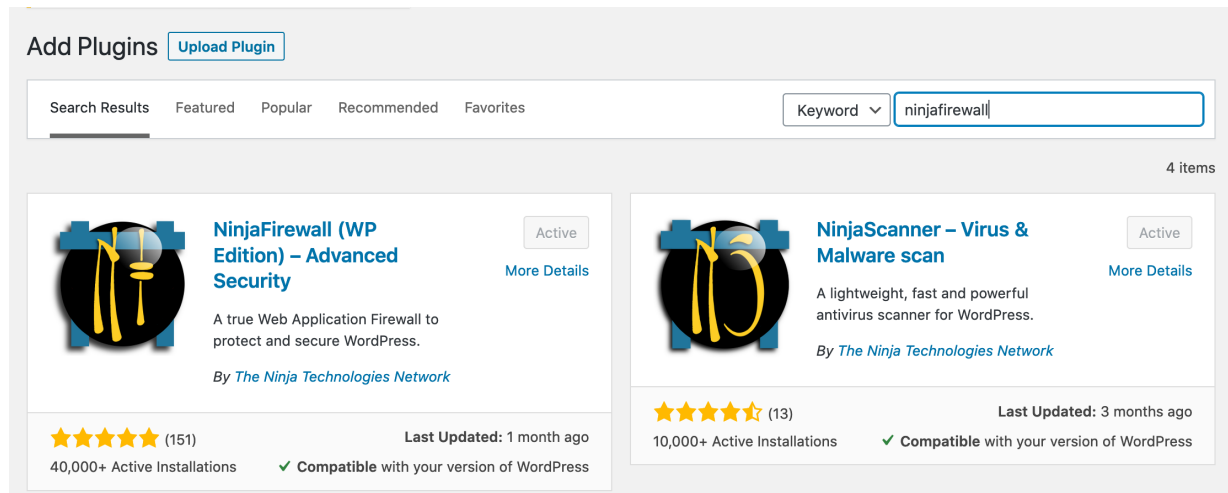 Add Plugins Upload Plugin
Search Results Featured Popular Recommended Favorites Keyword ninjafirewall
4 items
NinjaFirewall (WP
Edition) – Advanced
Security
Active
More Details
A true Web Application Firewall to
protect and secure WordPress.
By The Ninja Technologies Network
(151)
Last Updated: 1 month ago
40,000+ Active Installations
Compatible with your version of WordPress
NinjaScanner – Virus &
Malware scan
Active
More Details
A lightweight, fast and powerful
antivirus scanner for WordPress.
By The Ninja Technologies Network
(13)
Last Updated: 3 months ago
10,000+ Active Installations
Compatible with your version of WordPress